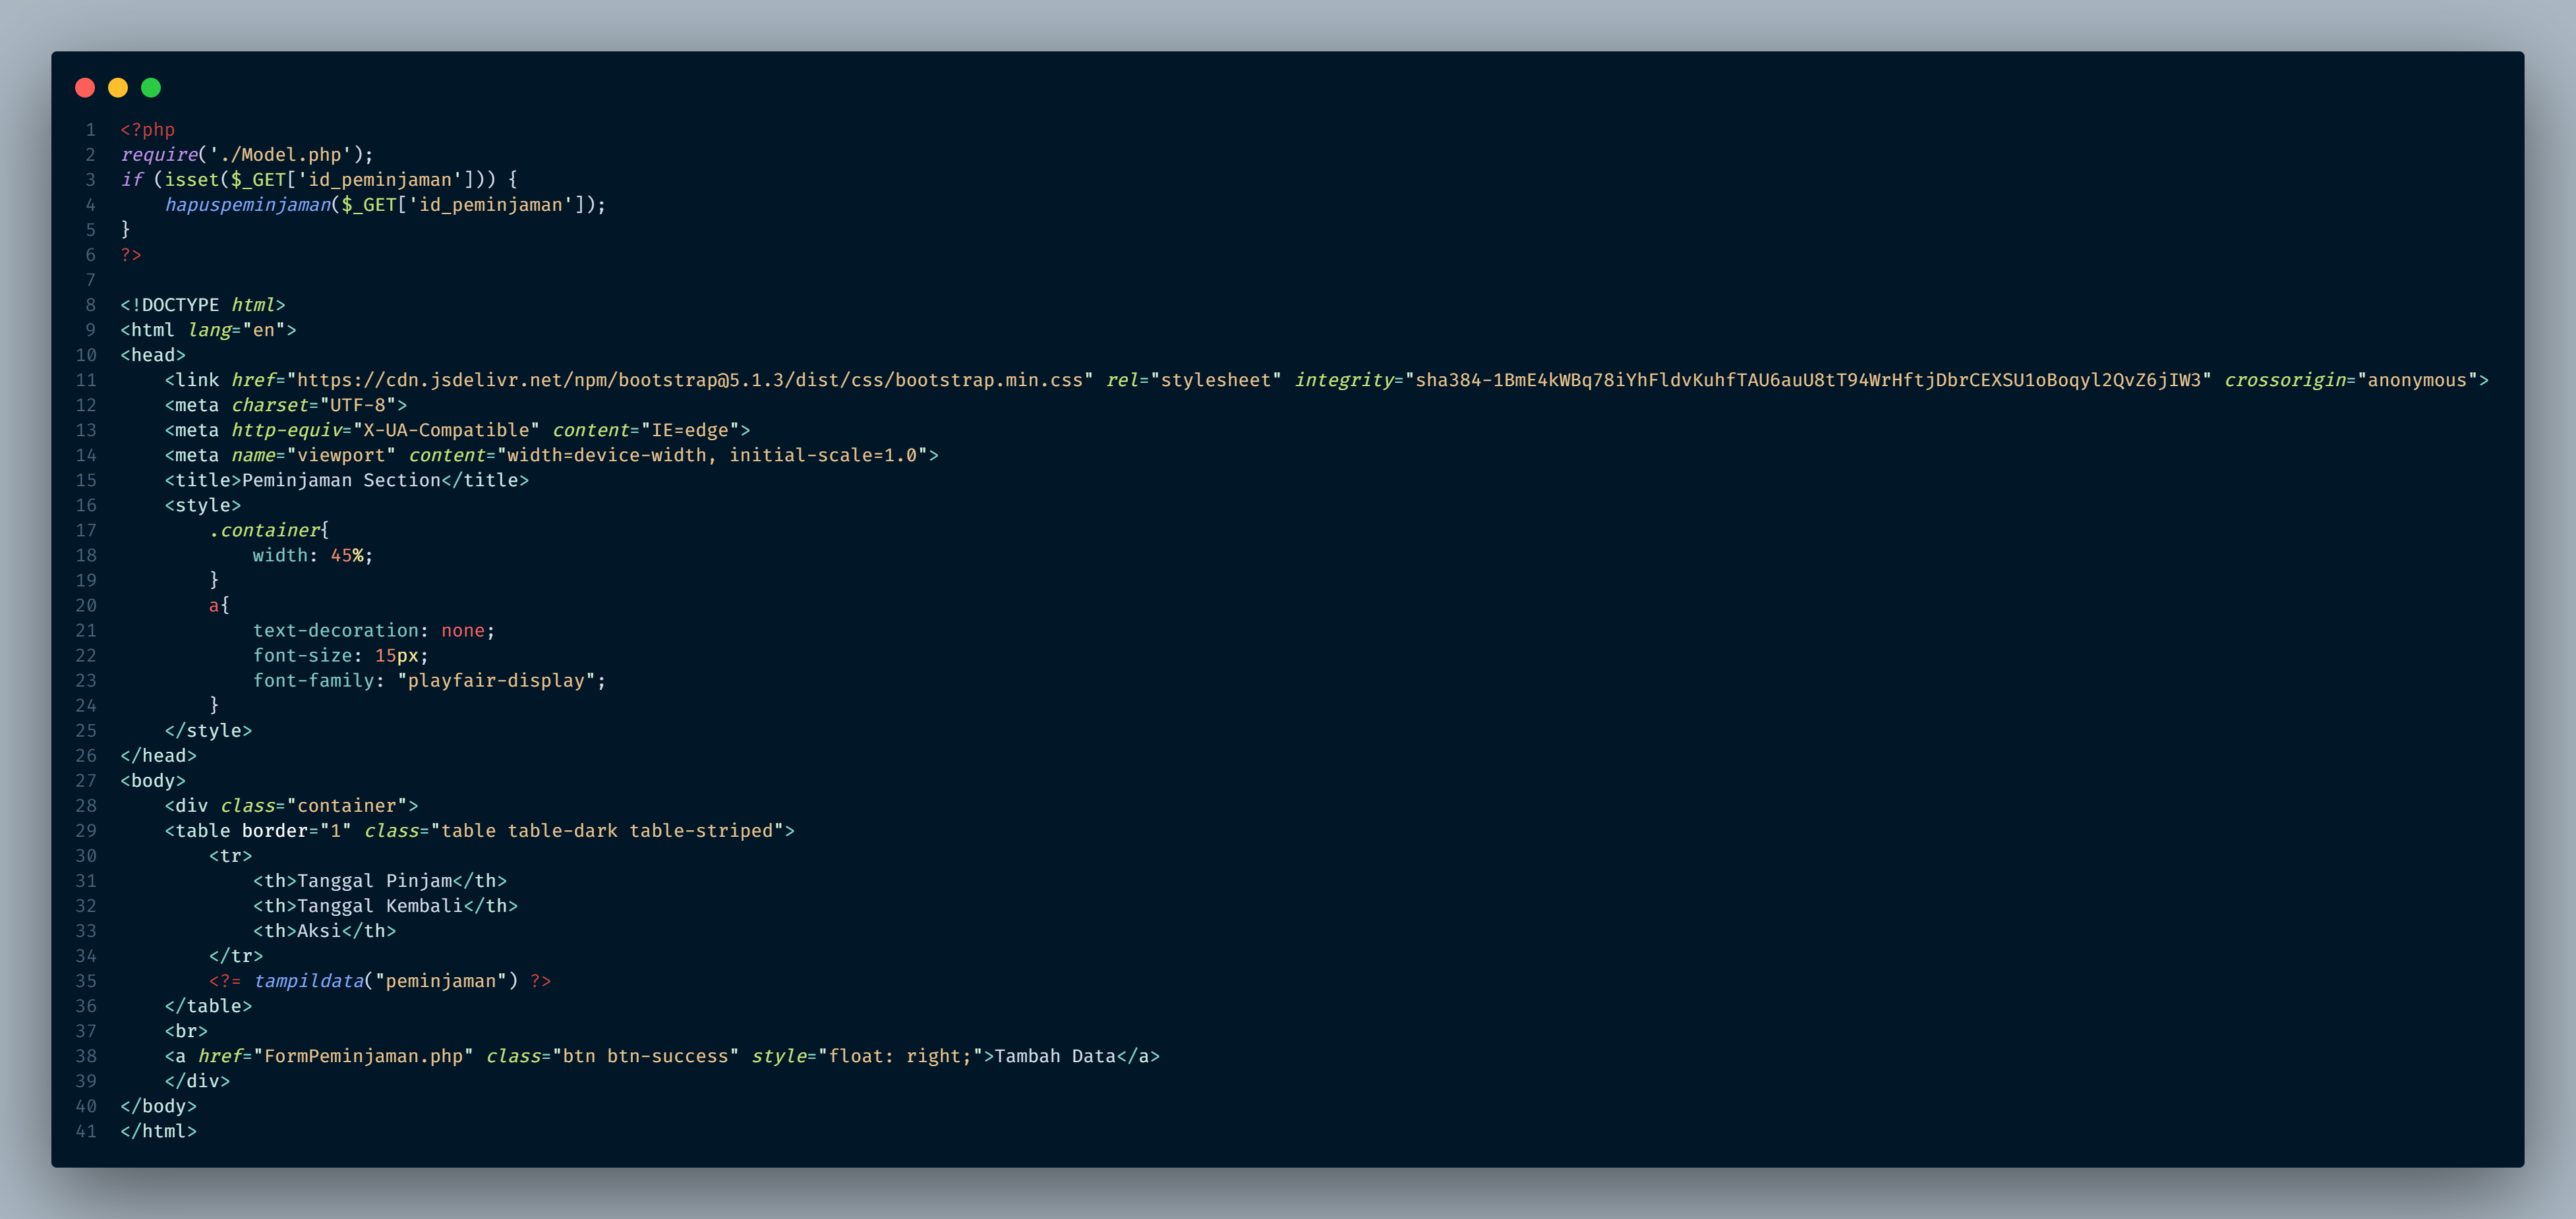 1 <?php
2 require('./Model.php');
3 if (isset($_GET['id_peminjaman'])) {
4     hapuspeminjaman($_GET['id_peminjaman']);
5 }
6 ?>
7
8 <!DOCTYPE html>
9 <html lang="en">
10 <head>
11     <link href="https://cdn.jsdelivr.net/npm/bootstrap@5.1.3/dist/css/bootstrap.min.css" rel="stylesheet" integrity="sha384-1BmE4kWBq78iYhFldvKuhfTAU6auU8tT94WrHftjDbrCEXSU1oBoqyl2QvZ6jIW3" crossorigin="anonymous">
12     <meta charset="UTF-8">
13     <meta http-equiv="X-UA-Compatible" content="IE=edge">
14     <meta name="viewport" content="width=device-width, initial-scale=1.0">
15     <title>Peminjaman Section</title>
16     <style>
17         .container{
18             width: 45%;
19         }
20         a{
21             text-decoration: none;
22             font-size: 15px;
23             font-family: "playfair-display";
24         }
25     </style>
26 </head>
27 <body>
28     <div class="container">
29     <table border="1" class="table table-dark table-striped">
30         <tr>
31             <th>Tanggal Pinjam</th>
32             <th>Tanggal Kembali</th>
33             <th>Aksi</th>
34         </tr>
35         <?= tampildata("peminjaman") ?>
36     </table>
37     <br>
38     <a href="FormPeminjaman.php" class="btn btn-success" style="float: right;">Tambah Data</a>
39     </div>
40 </body>
41 </html>